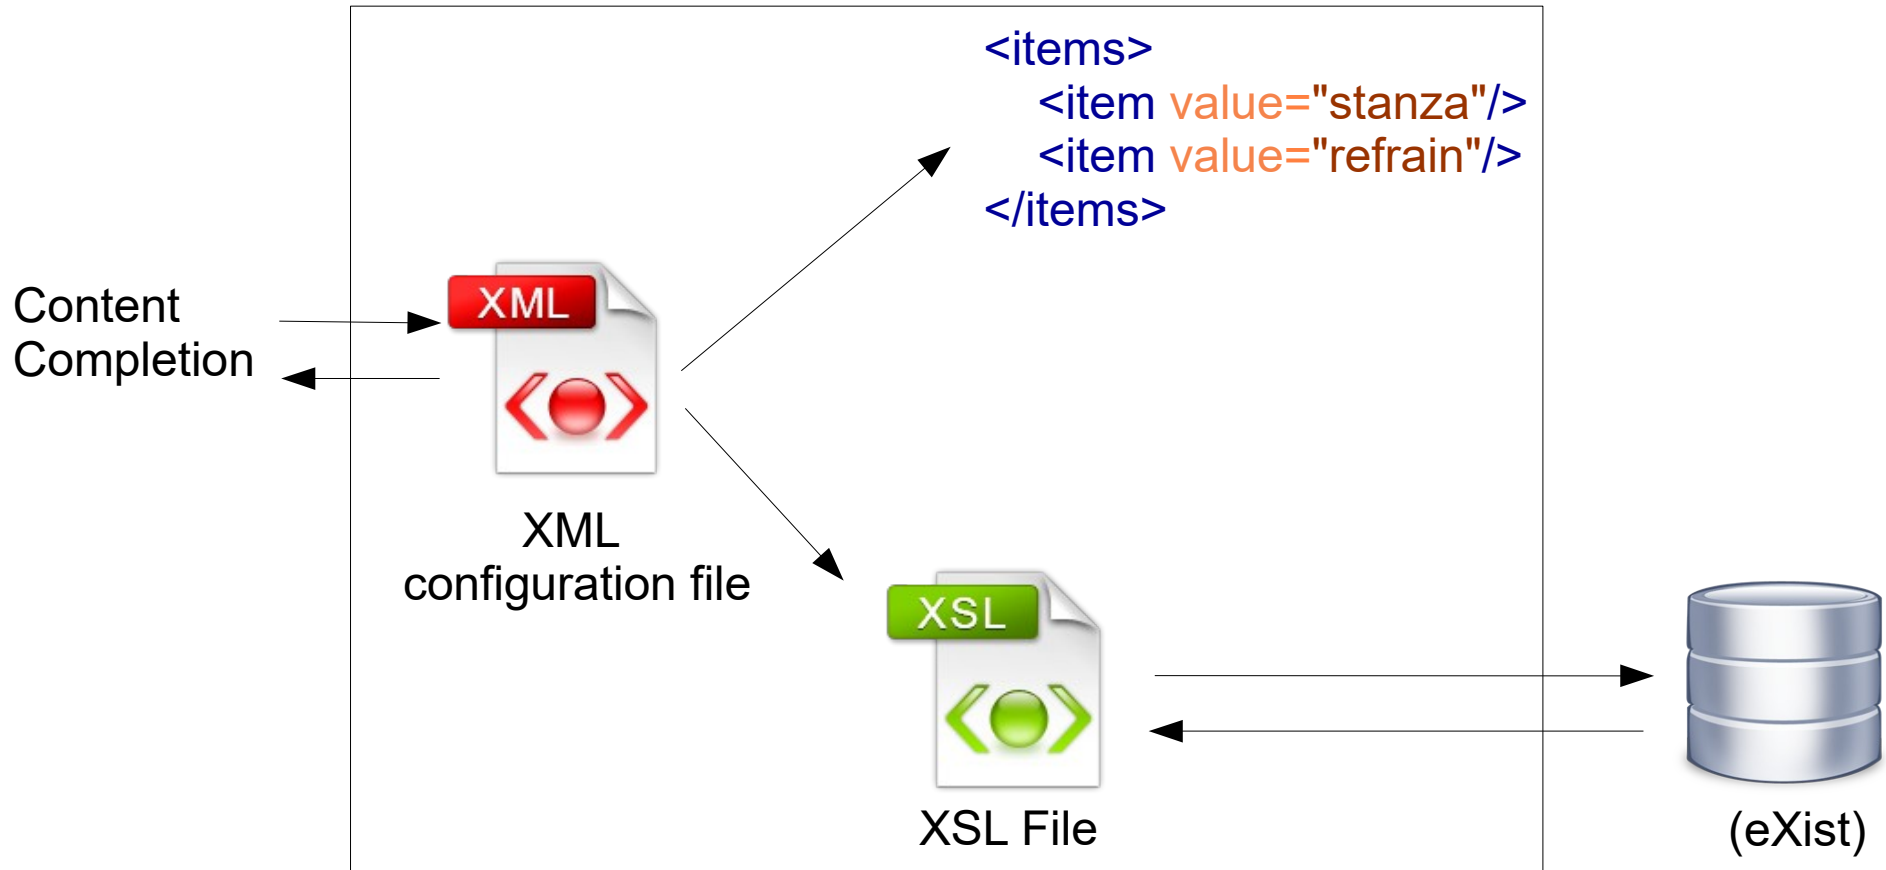 <items>
<item value="stanza"/>
<item value="refrain"/>
</items>
Content
Completion
XML
XML
configuration file
XSL
XSL File
(eXist)